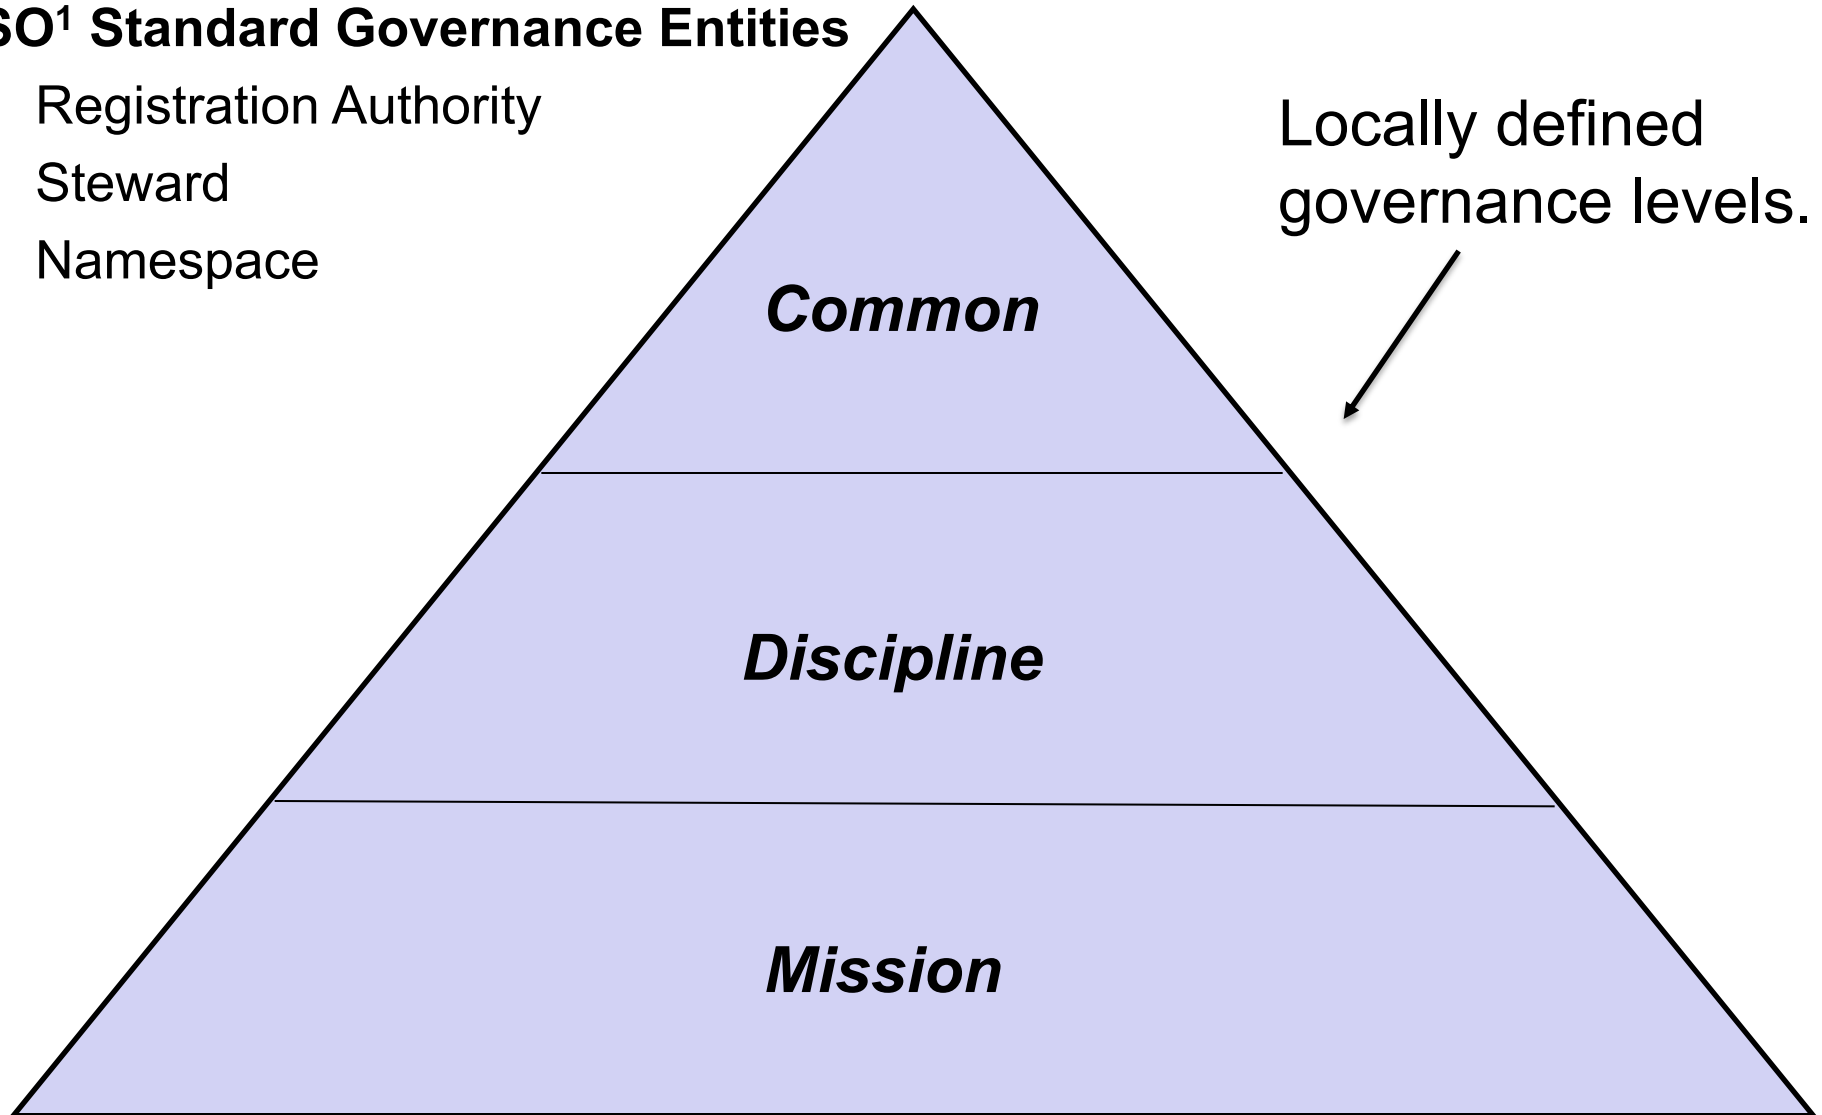 SO¹ Standard Governance Entities
Registration Authority
Steward
Namespace
Locally defined
governance levels.
Common
Discipline
Mission